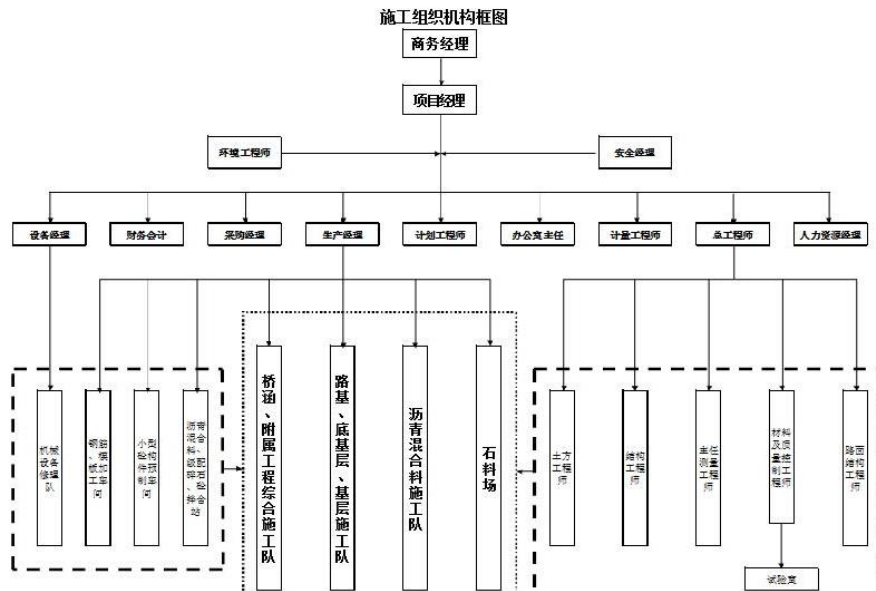 施工组织机构框图
商务经理
项目经理
环境工程师
安全经理
设备经理
财务会计
采购经理
生产经理
计划工程师
办公室主任
计量工程师
总工程师
人力资源经理
机械
设备
修理
队
钢筋
、模
板加
工车
间
小型
砼构
件预
制车
间
沥青
混合
料、
级配
碎石
、砼
拌合
站
桥涵、附属工程综合施工队
路基、底基层、基层施工队
沥青混合料施工队
石料场
土方
工程
师
结构
工程
师
主任
测量
工程
师
材料
及质
量控
制工
程师
路面
结构
工程
师
试验室